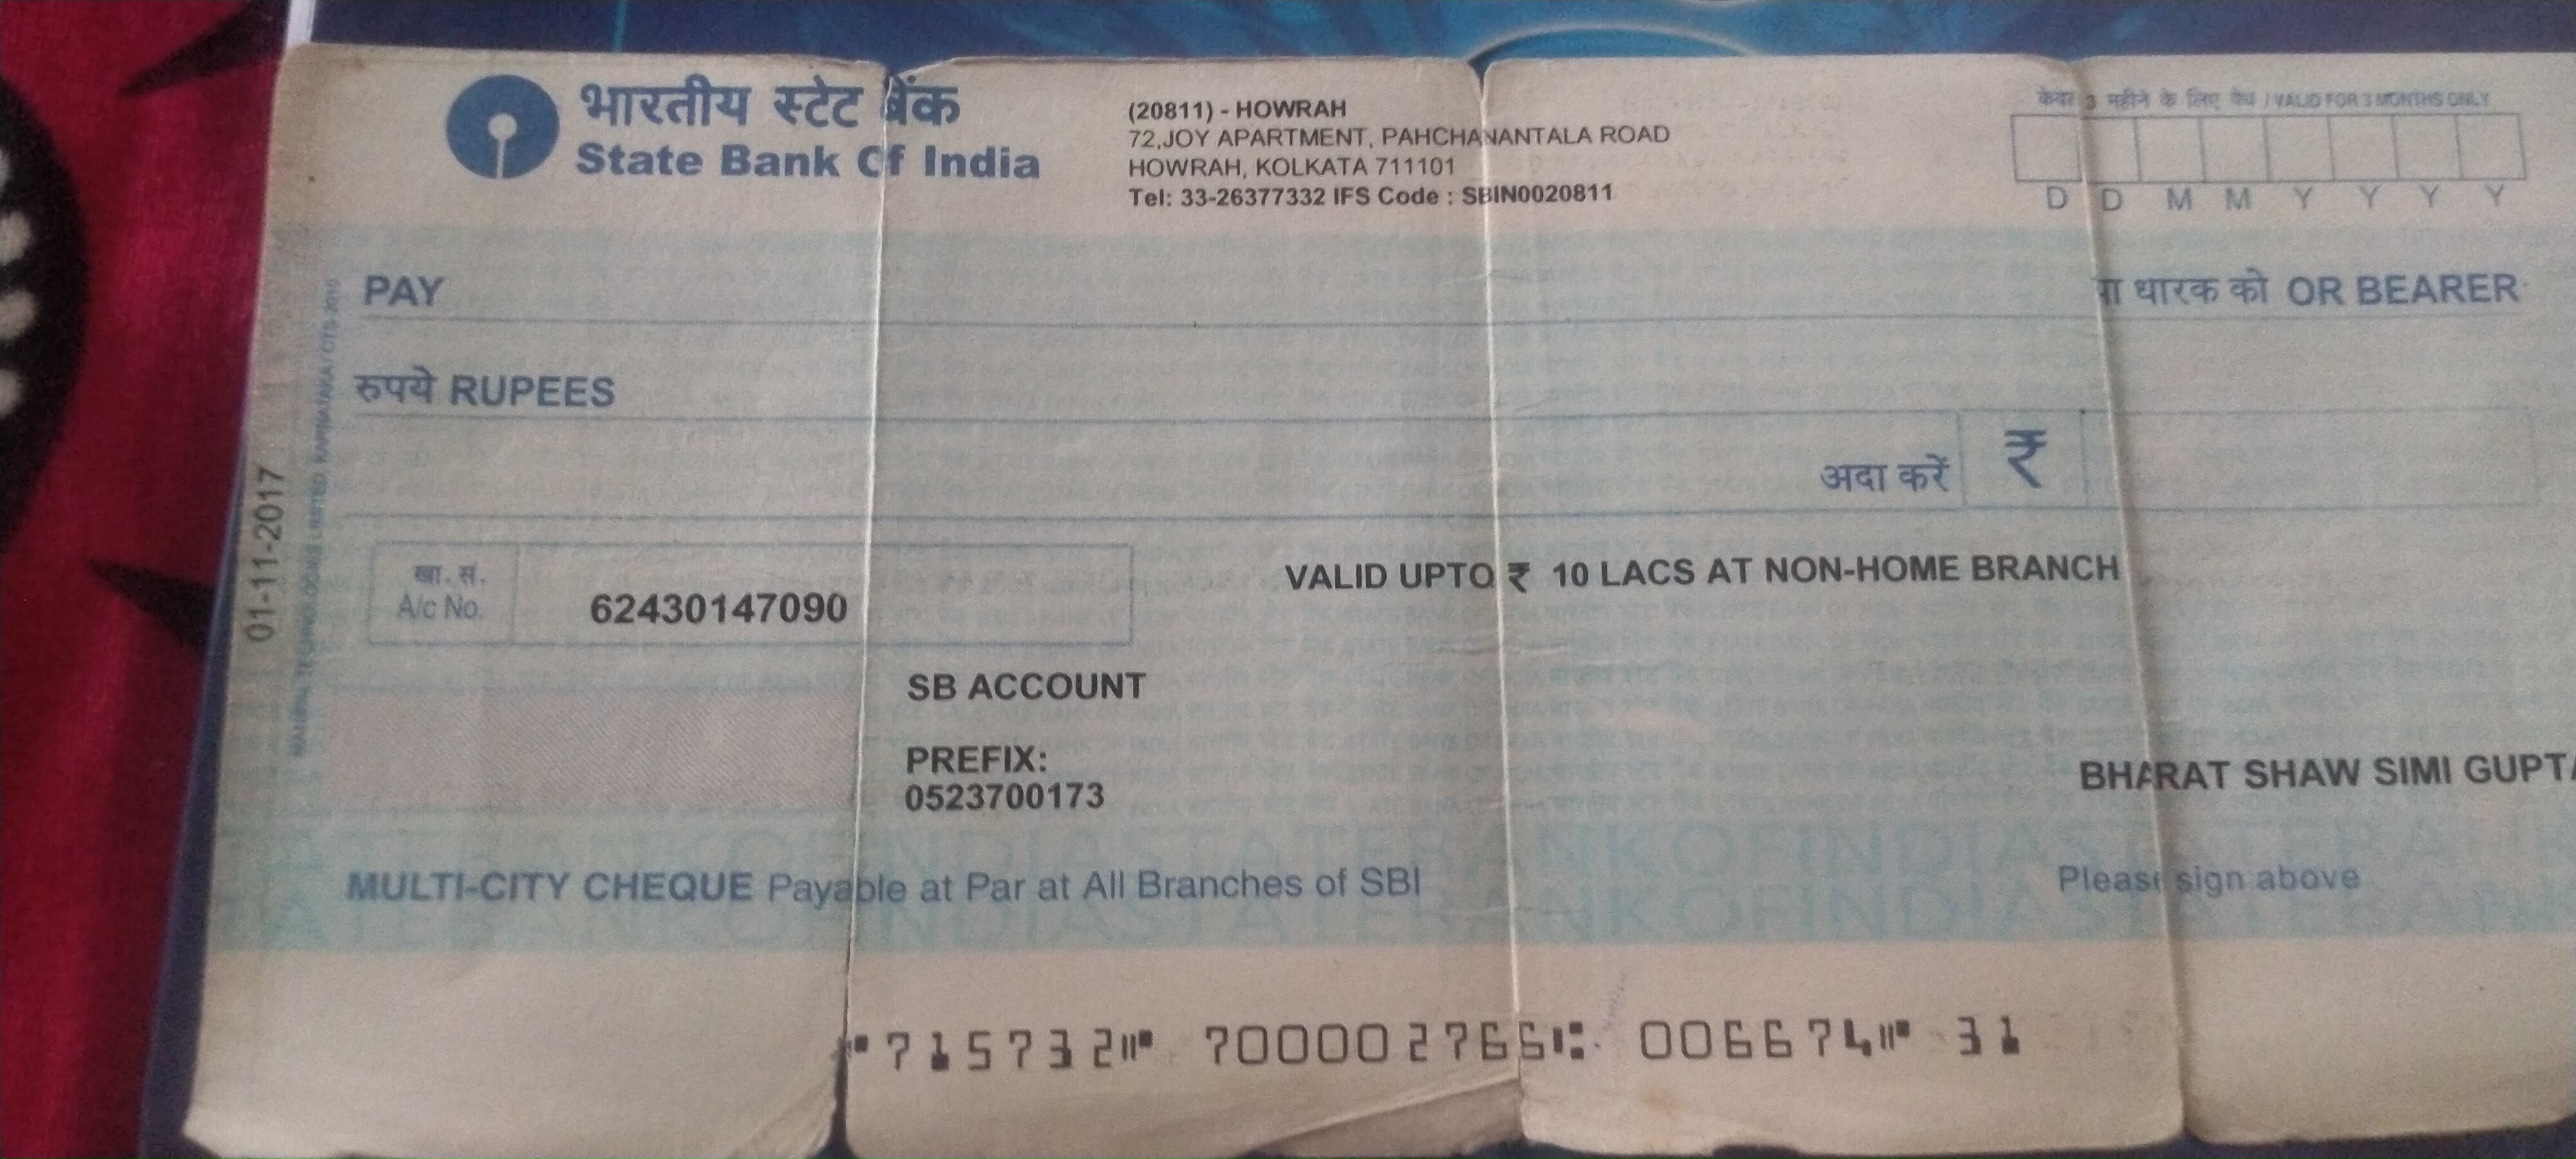 भारतीय स्टेट बैंक
State Bank Of India
(20811) - HOWRAH
72,JOY APARTMENT, PAHCHANANTALA ROAD
HOWRAH, KOLKATA 711101
Tel: 33-26377332 IFS Code : SBIN0020811
केवल 3 महीने के लिए वैध / VALID FOR 3 MONTHS ONLY
D D M M Y Y Y Y
PAY
या धारक को OR BEARER
रुपये RUPEES
अदा करें ₹
01-11-2017
खा. सं.
A/c No. 62430147090
VALID UPTO ₹ 10 LACS AT NON-HOME BRANCH
SB ACCOUNT
PREFIX:
0523700173
BHARAT SHAW SIMI GUPTA
MULTI-CITY CHEQUE Payable at Par at All Branches of SBI
Please sign above
⑈715732⑈ 700002766⑆ 006674⑈ 31